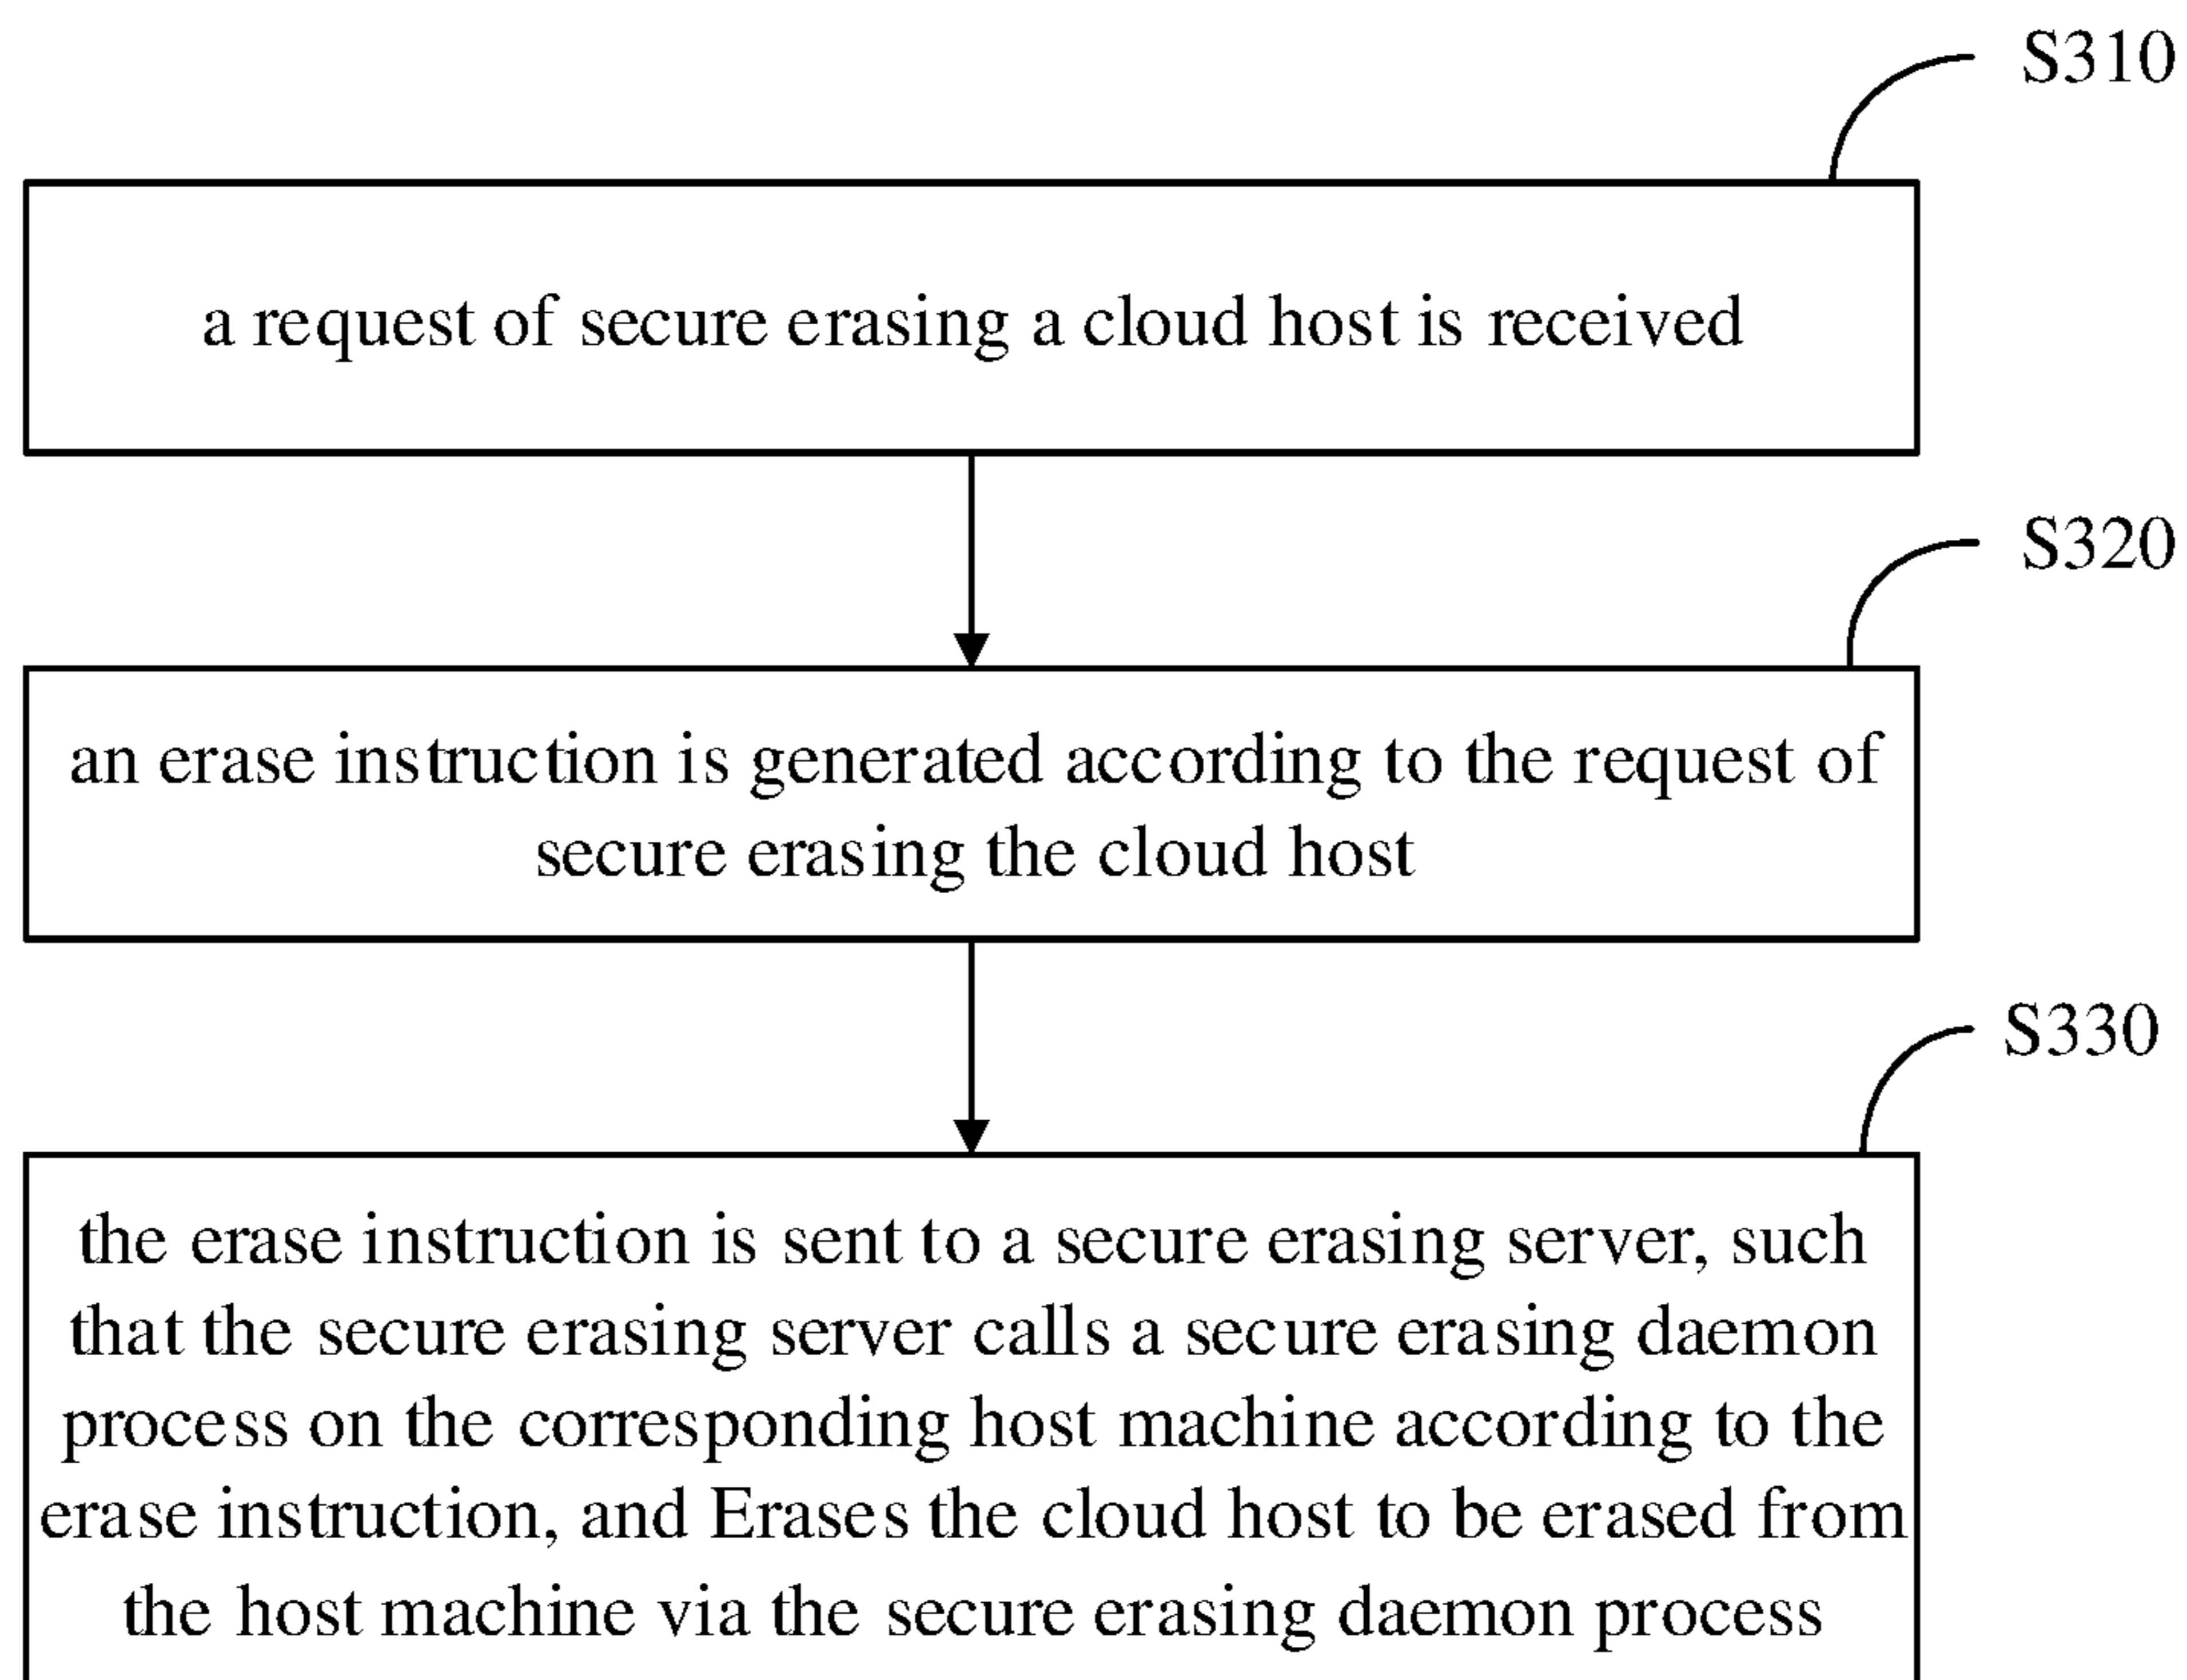 S310
a request of secure erasing a cloud host is received
S320
an erase instruction is generated according to the request of
secure erasing the cloud host
S330
the erase instruction is sent to a secure erasing server, such
that the secure erasing server calls a secure erasing daemon
process on the corresponding host machine according to the
erase instruction, and Erases the cloud host to be erased from
the host machine via the secure erasing daemon process